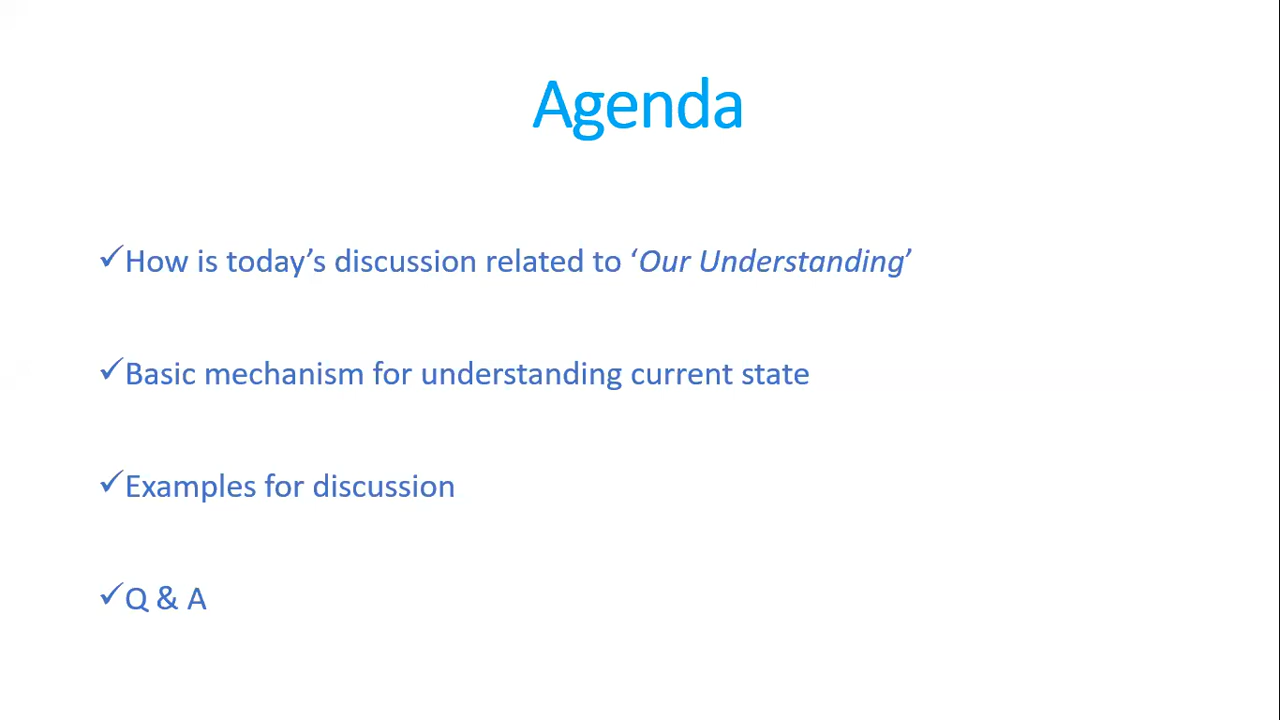 Agenda
✓How is today’s discussion related to ‘Our Understanding’
✓Basic mechanism for understanding current state
✓Examples for discussion
✓Q & A